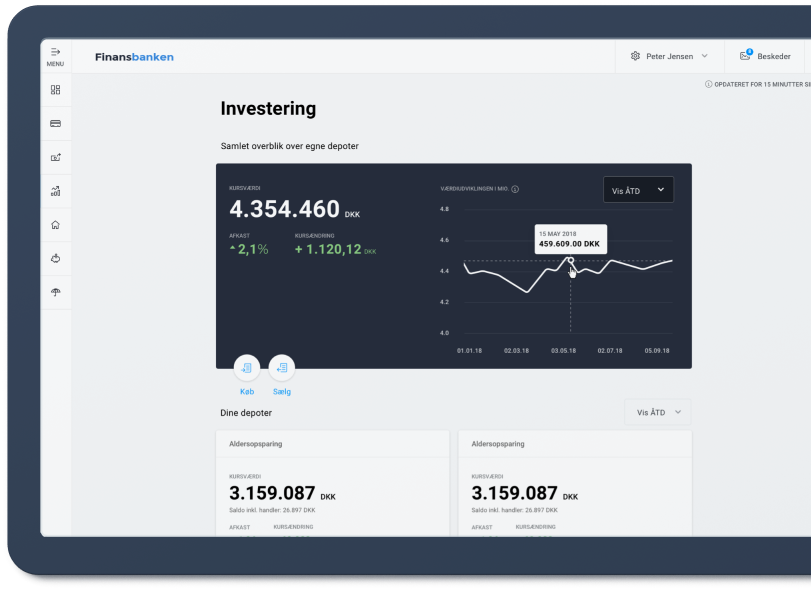 MENU
Finansbanken
Peter Jensen
4
Beskeder
OPDATERET FOR 15 MINUTTER
Investering
Samlet overblik over egne depoter
KURSVÆRDI
4.354.460 DKK
AFKAST
KURSÆNDRING
2,1%
+ 1.120,12 DKK
VÆRDIUDVIKLINGEN I MIO.
Vis ÅTD
4.8
4.6
4.4
4.2
4.0
15 MAY 2018
459.609.00 DKK
01.01.18
02.03.18
03.05.18
02.07.18
05.09.18
Køb
Sælg
Dine depoter
Vis ÅTD
Aldersopsparing
KURSVÆRDI
3.159.087 DKK
Saldo inkl. handler: 26.897 DKK
AFKAST
KURSÆNDRING
Aldersopsparing
KURSVÆRDI
3.159.087 DKK
Saldo inkl. handler: 26.897 DKK
AFKAST
KURSÆNDRING